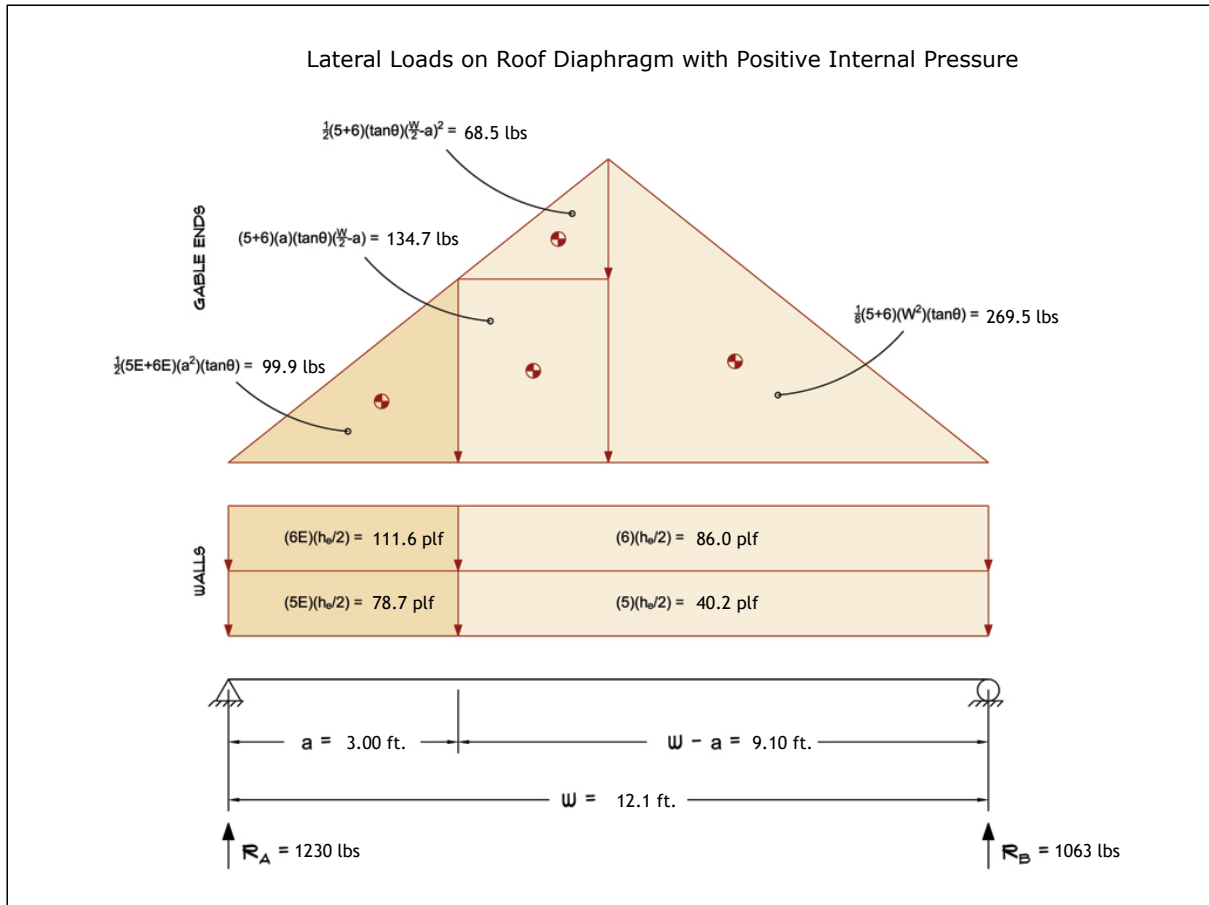 Lateral Loads on Roof Diaphragm with Positive Internal Pressure
½(5+6)(tanθ)(W/2-a)² = 68.5 lbs
GABLE ENDS
(5+6)(a)(tanθ)(W/2-a) = 134.7 lbs
⅛(5+6)(W²)(tanθ) = 269.5 lbs
½(5E+6E)(a²)(tanθ) = 99.9 lbs
WALLS
(6E)(hₑ/2) = 111.6 plf (6)(hₑ/2) = 86.0 plf
(5E)(hₑ/2) = 78.7 plf (5)(hₑ/2) = 40.2 plf
a = 3.00 ft. W - a = 9.10 ft.
W = 12.1 ft.
R_A = 1230 lbs R_B = 1063 lbs